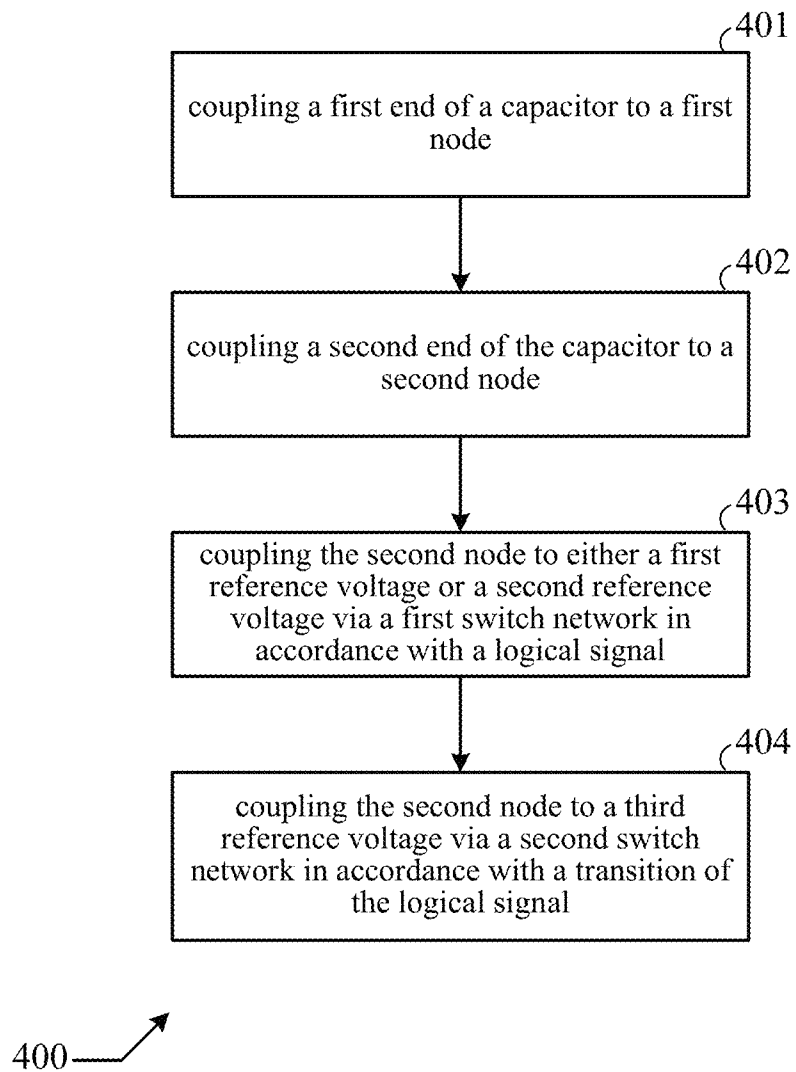 401
coupling a first end of a capacitor to a first
node
402
coupling a second end of the capacitor to a
second node
403
coupling the second node to either a first
reference voltage or a second reference
voltage via a first switch network in
accordance with a logical signal
404
coupling the second node to a third
reference voltage via a second switch
network in accordance with a transition of
the logical signal
400